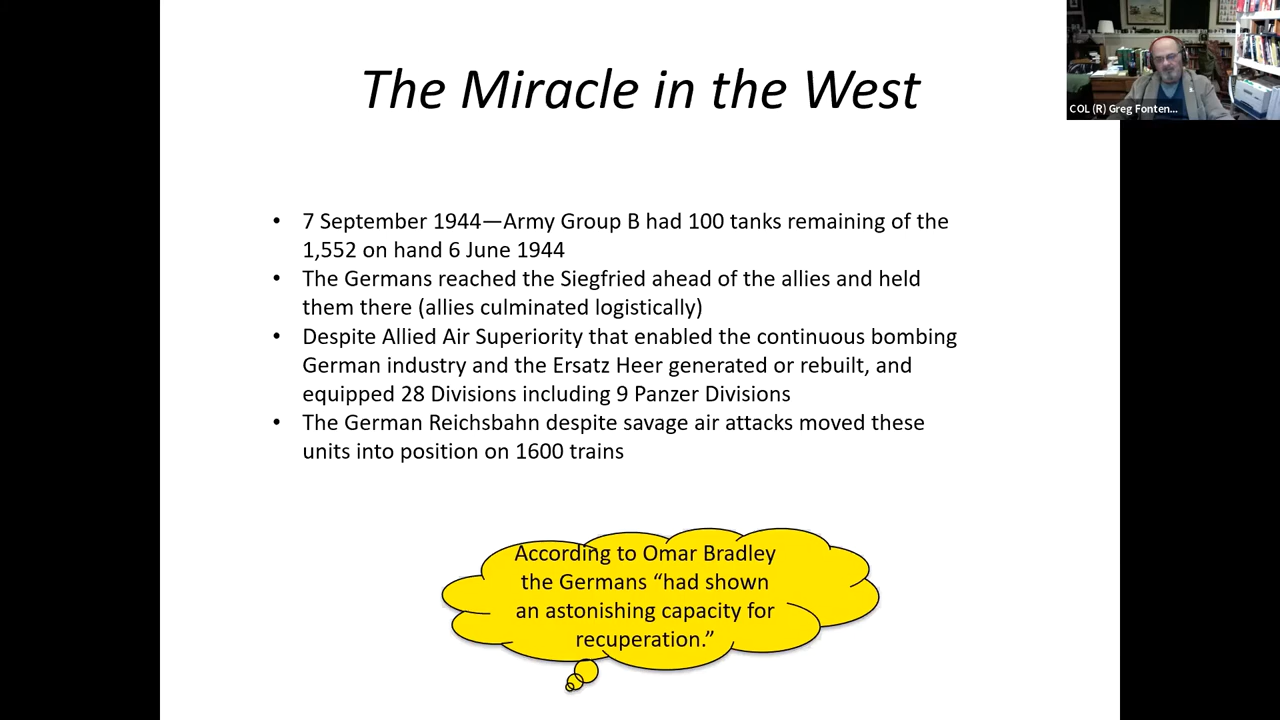 The Miracle in the West
COL (R) Greg Fonten...
• 7 September 1944—Army Group B had 100 tanks remaining of the
1,552 on hand 6 June 1944
• The Germans reached the Siegfried ahead of the allies and held
them there (allies culminated logistically)
• Despite Allied Air Superiority that enabled the continuous bombing
German industry and the Ersatz Heer generated or rebuilt, and
equipped 28 Divisions including 9 Panzer Divisions
• The German Reichsbahn despite savage air attacks moved these
units into position on 1600 trains
According to Omar Bradley
the Germans “had shown
an astonishing capacity for
recuperation.”